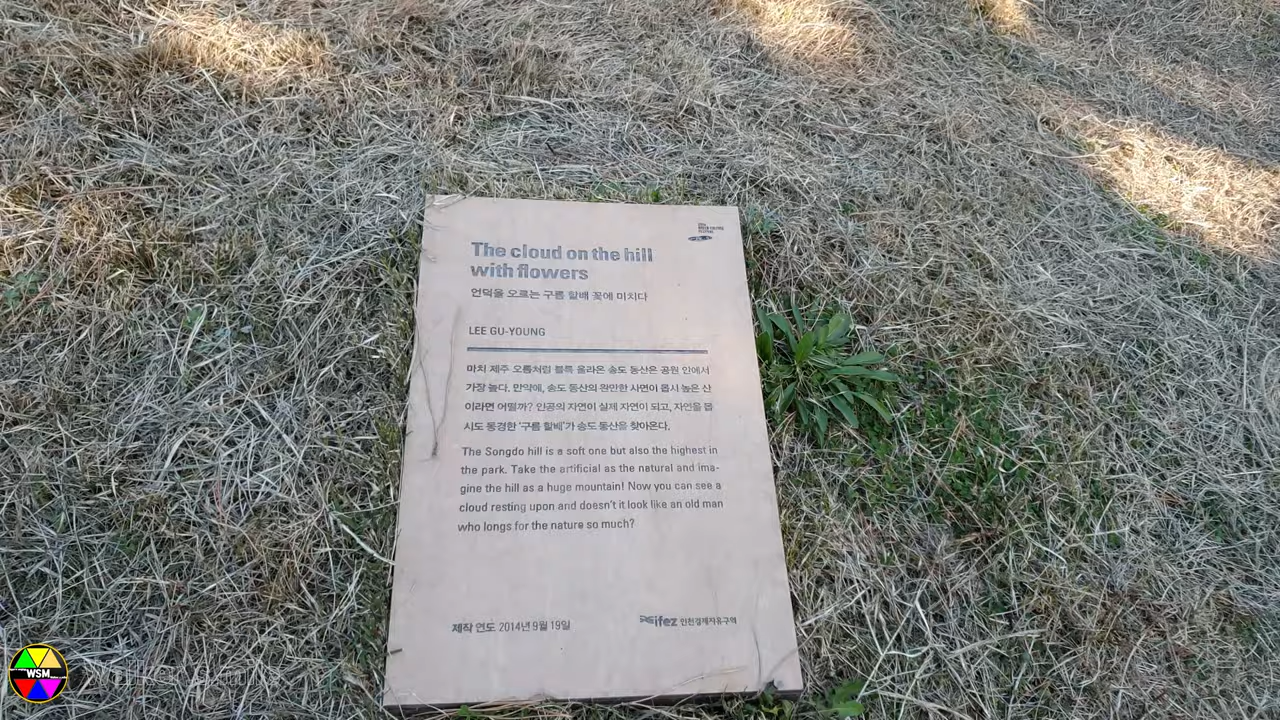 The cloud on the hill
with flowers
언덕을 오르는 구름 할배 꽃에 미치다
LEE GU-YOUNG
마치 제주 오름처럼 불룩 올라온 송도 동산은 공원 안에서
가장 높다. 만약에, 송도 동산의 완만한 사면이 몹시 높은 산
이라면 어떨까? 인공의 자연이 실제 자연이 되고, 자연을 몹
시도 동경한 '구름 할배'가 송도 동산을 찾아온다.
The Songdo hill is a soft one but also the highest in
the park. Take the artificial as the natural and ima-
gine the hill as a huge mountain! Now you can see a
cloud resting upon and doesn't it look like an old man
who longs for the nature so much?
제작 연도 2014년 9월 19일
ifez 인천경제자유구역
WSM